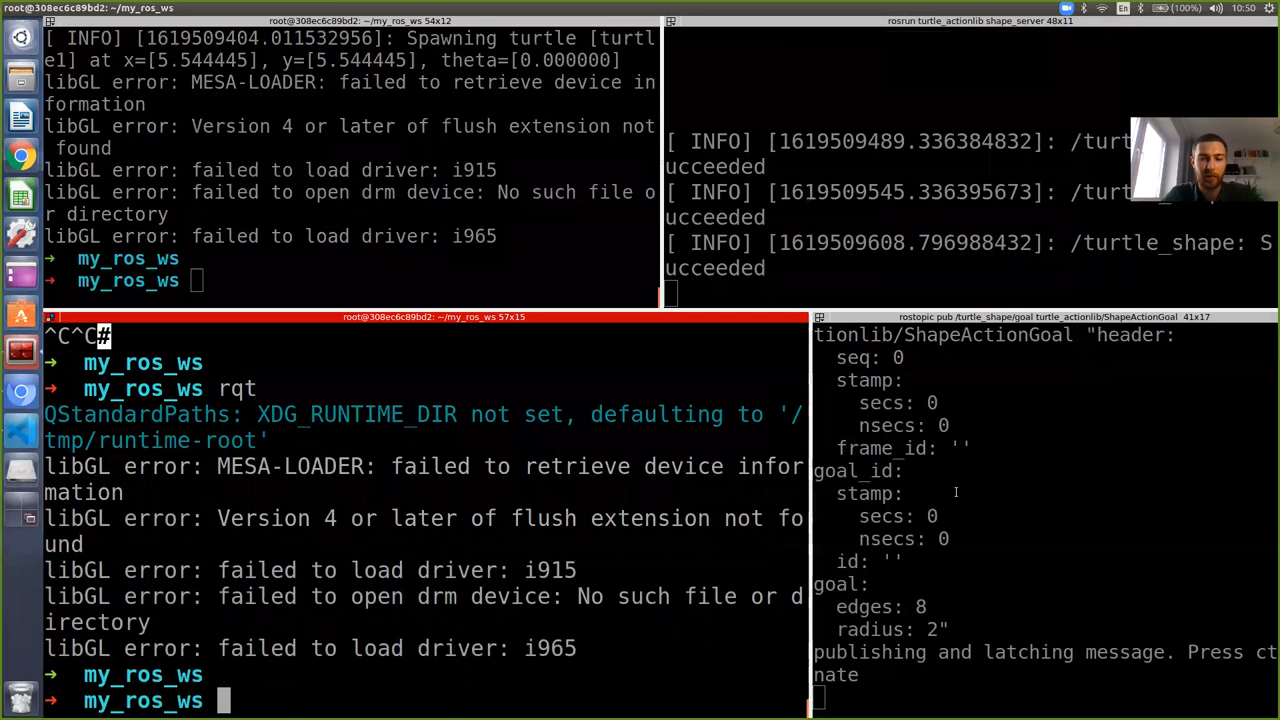 root@308ec6c89bd2: ~/my_ros_ws
En
(100%)
10:50
root@308ec6c89bd2: ~/my_ros_ws 54x12
[ INFO] [1619509404.011532956]: Spawning turtle [turtl
e1] at x=[5.544445], y=[5.544445], theta=[0.000000]
libGL error: MESA-LOADER: failed to retrieve device in
formation
libGL error: Version 4 or later of flush extension not
found
libGL error: failed to load driver: i915
libGL error: failed to open drm device: No such file o
r directory
libGL error: failed to load driver: i965
➜ my_ros_ws
➜ my_ros_ws
rosrun turtle_actionlib shape_server 48x11
[ INFO] [1619509489.336384832]: /turt
ucceeded
[ INFO] [1619509545.336395673]: /turt
ucceeded
[ INFO] [1619509608.796988432]: /turtle_shape: S
ucceeded
root@308ec6c89bd2: ~/my_ros_ws 57x15
^C^C#
➜ my_ros_ws
➜ my_ros_ws rqt
QStandardPaths: XDG_RUNTIME_DIR not set, defaulting to '/
tmp/runtime-root'
libGL error: MESA-LOADER: failed to retrieve device infor
mation
libGL error: Version 4 or later of flush extension not fo
und
libGL error: failed to load driver: i915
libGL error: failed to open drm device: No such file or d
irectory
libGL error: failed to load driver: i965
➜ my_ros_ws
➜ my_ros_ws
rostopic pub /turtle_shape/goal turtle_actionlib/ShapeActionGoal 41x17
tionlib/ShapeActionGoal "header:
seq: 0
stamp:
secs: 0
nsecs: 0
frame_id: ''
goal_id:
stamp:
secs: 0
nsecs: 0
id: ''
goal:
edges: 8
radius: 2"
publishing and latching message. Press ct
nate